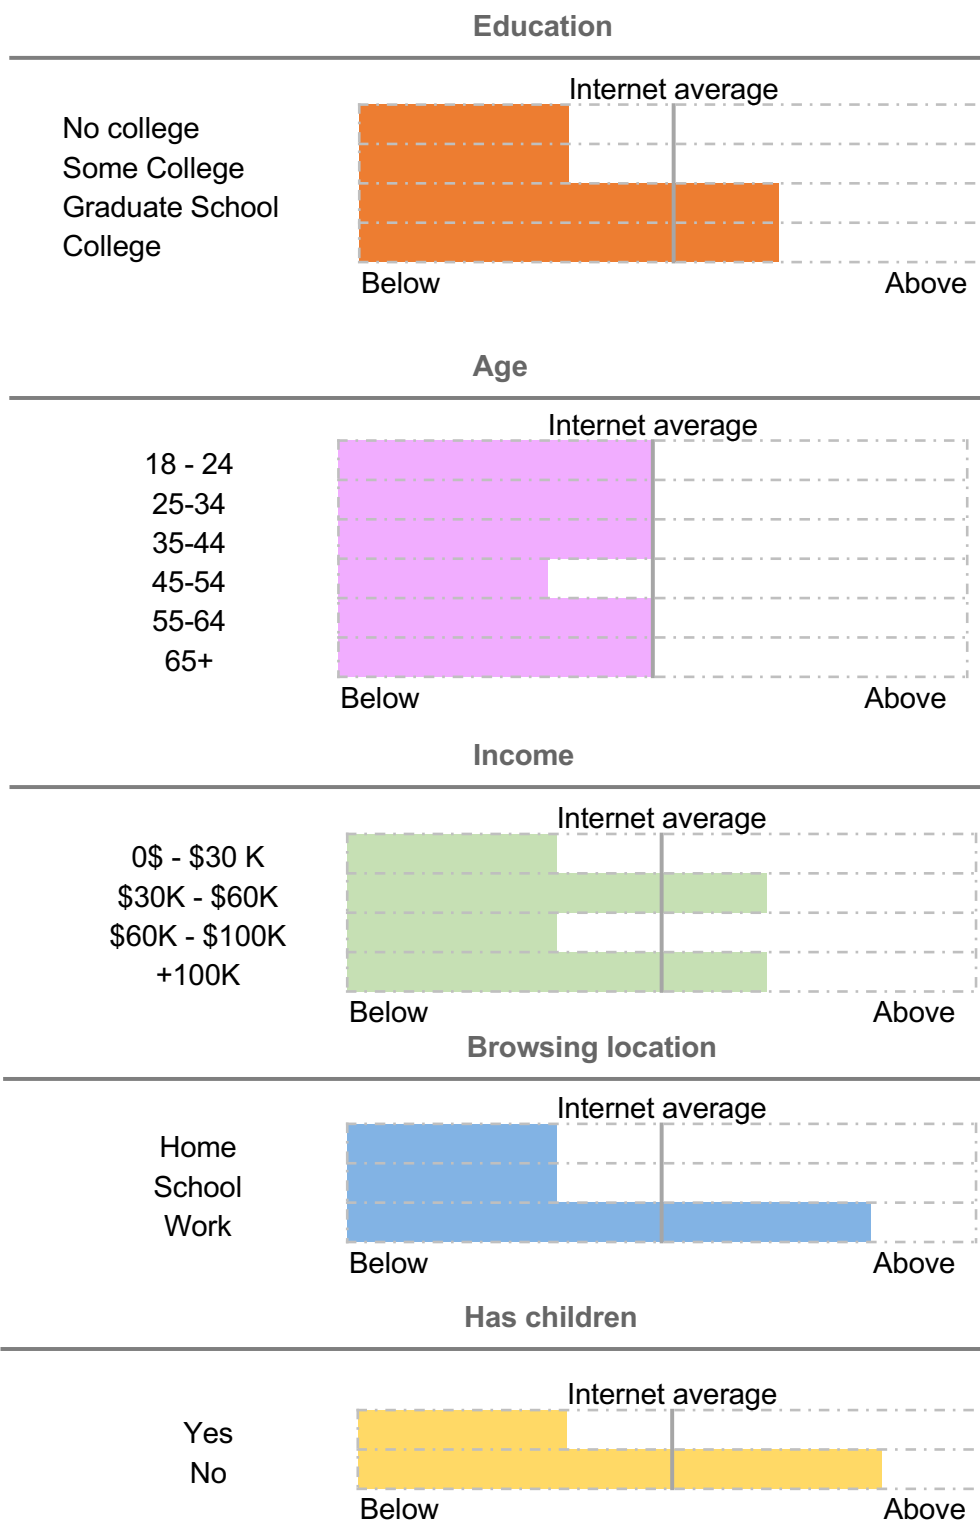 Education
Internet average
No college
Some College
Graduate School
College
Below Above
Age
Internet average
18 - 24
25-34
35-44
45-54
55-64
65+
Below Above
Income
Internet average
0$ - $30 K
$30K - $60K
$60K - $100K
+100K
Below Above
Browsing location
Internet average
Home
School
Work
Below Above
Has children
Internet average
Yes
No
Below Above